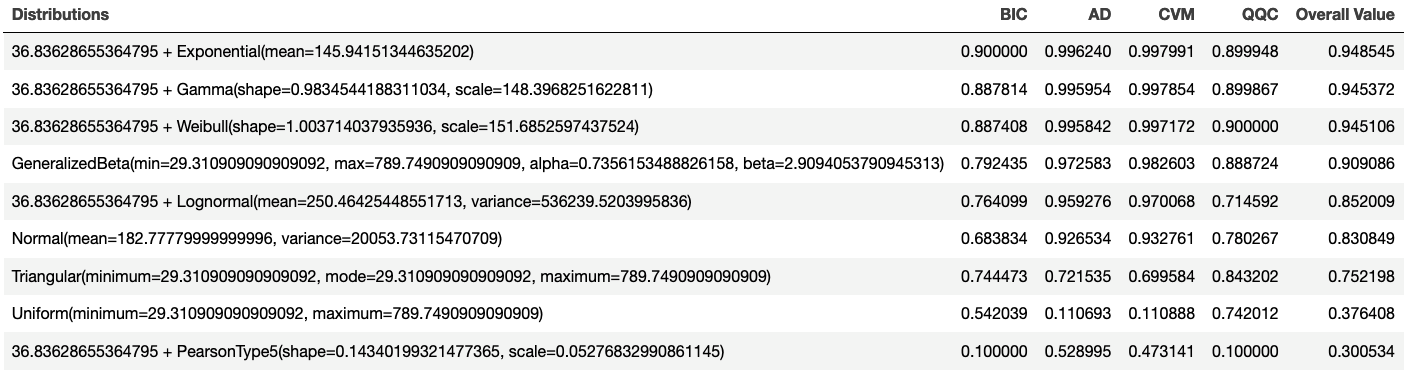 Distributions BIC AD CVM QQC Overall Value
36.83628655364795 + Exponential(mean=145.94151344635202) 0.900000 0.996240 0.997991 0.899948 0.948545
36.83628655364795 + Gamma(shape=0.9834544188311034, scale=148.3968251622811) 0.887814 0.995954 0.997854 0.899867 0.945372
36.83628655364795 + Weibull(shape=1.003714037935936, scale=151.6852597437524) 0.887408 0.995842 0.997172 0.900000 0.945106
GeneralizedBeta(min=29.310909090909092, max=789.7490909090909, alpha=0.7356153488826158, beta=2.9094053790945313) 0.792435 0.972583 0.982603 0.888724 0.909086
36.83628655364795 + Lognormal(mean=250.46425448551713, variance=536239.5203995836) 0.764099 0.959276 0.970068 0.714592 0.852009
Normal(mean=182.77779999999996, variance=20053.73115470709) 0.683834 0.926534 0.932761 0.780267 0.830849
Triangular(minimum=29.310909090909092, mode=29.310909090909092, maximum=789.7490909090909) 0.744473 0.721535 0.699584 0.843202 0.752198
Uniform(minimum=29.310909090909092, maximum=789.7490909090909) 0.542039 0.110693 0.110888 0.742012 0.376408
36.83628655364795 + PearsonType5(shape=0.14340199321477365, scale=0.05276832990861145) 0.100000 0.528995 0.473141 0.100000 0.300534